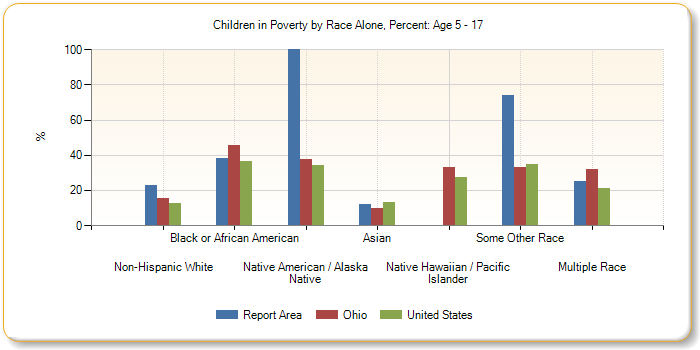 Children in Poverty by Race Alone, Percent: Age 5 - 17
%
100
80
60
40
20
0
Black or African American
Asian
Some Other Race
Non-Hispanic White
Native American / Alaska
Native
Native Hawaiian / Pacific
Islander
Multiple Race
Report Area
Ohio
United States